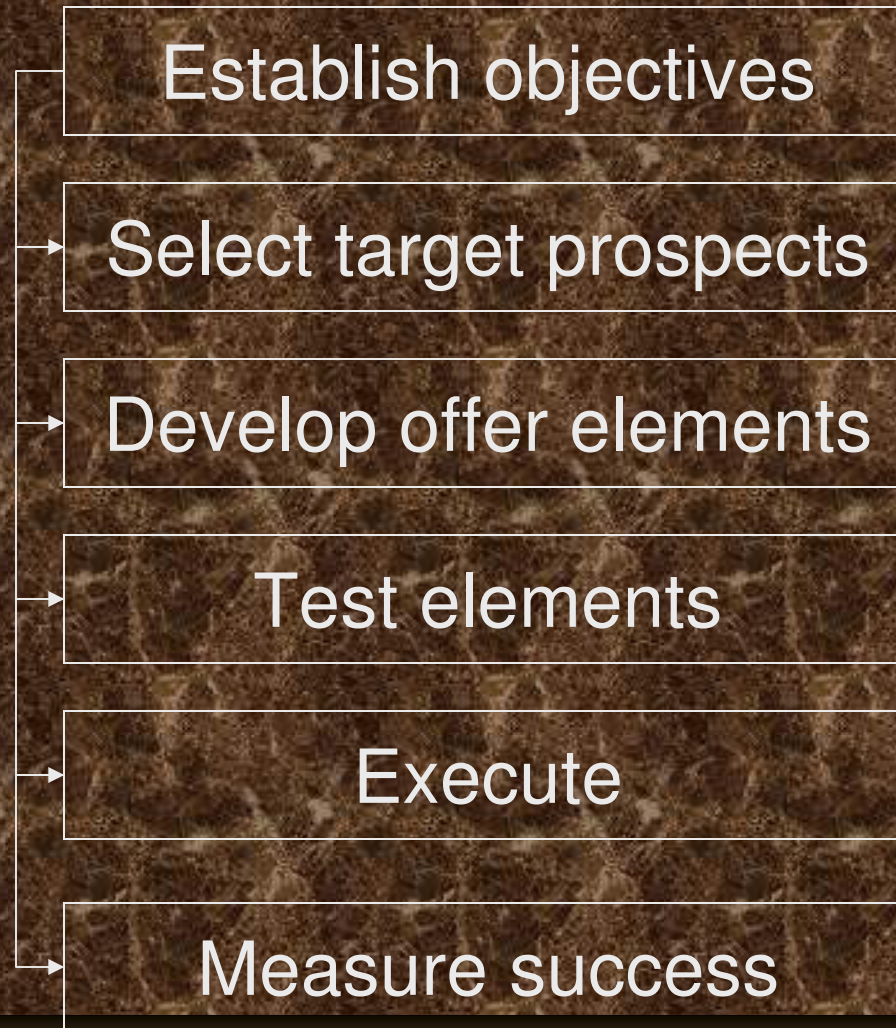 Establish objectives
Select target prospects
Develop offer elements
Test elements
Execute
Measure success